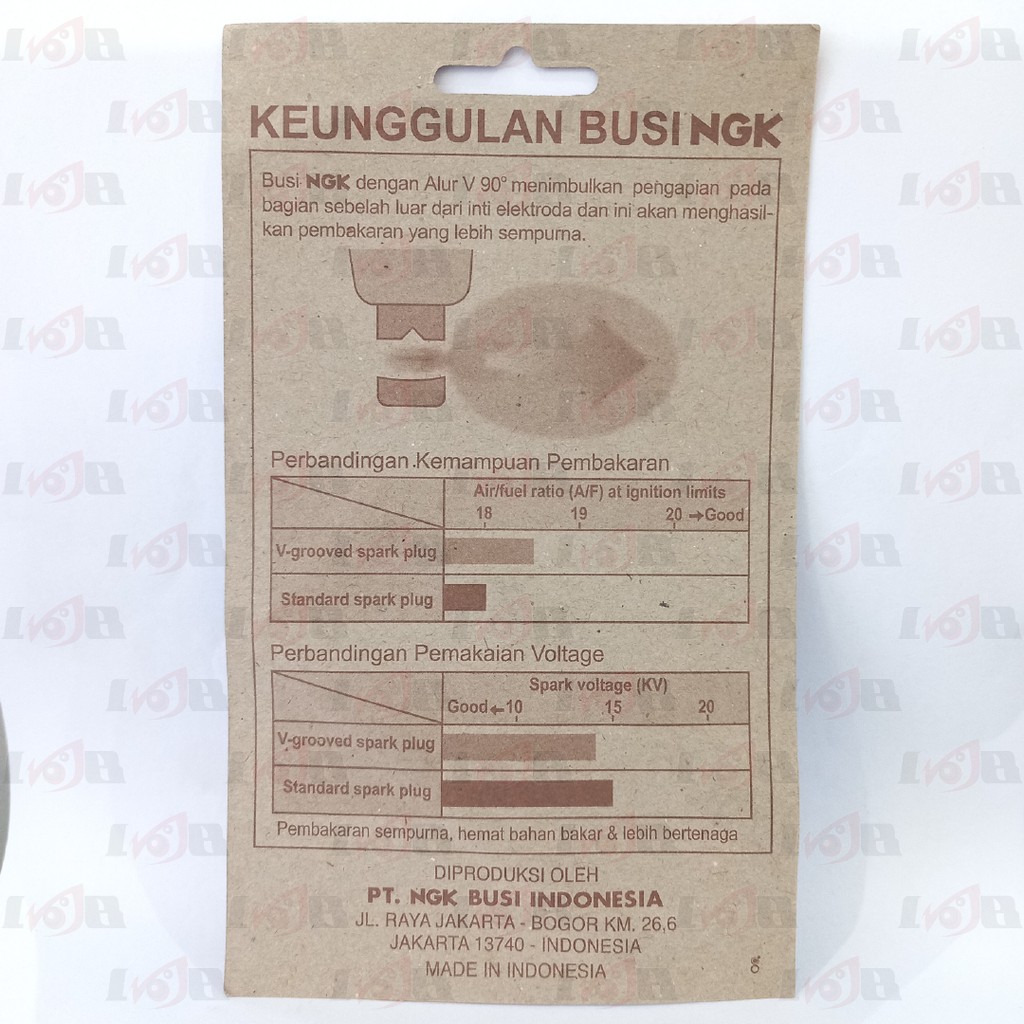 KEUNGGULAN BUSI NGK
Busi NGK dengan Alur V 90° menimbulkan pengapian pada
bagian sebelah luar dari inti elektroda dan ini akan menghasil-
kan pembakaran yang lebih sempurna.
Perbandingan Kemampuan Pembakaran
Air/fuel ratio (A/F) at ignition limits
18 19 20 →Good
V-grooved spark plug
Standard spark plug
Perbandingan Pemakaian Voltage
Spark voltage (KV)
Good←10 15 20
V-grooved spark plug
Standard spark plug
Pembakaran sempurna, hemat bahan bakar & lebih bertenaga
DIPRODUKSI OLEH
PT. NGK BUSI INDONESIA
JL. RAYA JAKARTA - BOGOR KM. 26,6
JAKARTA 13740 - INDONESIA
MADE IN INDONESIA